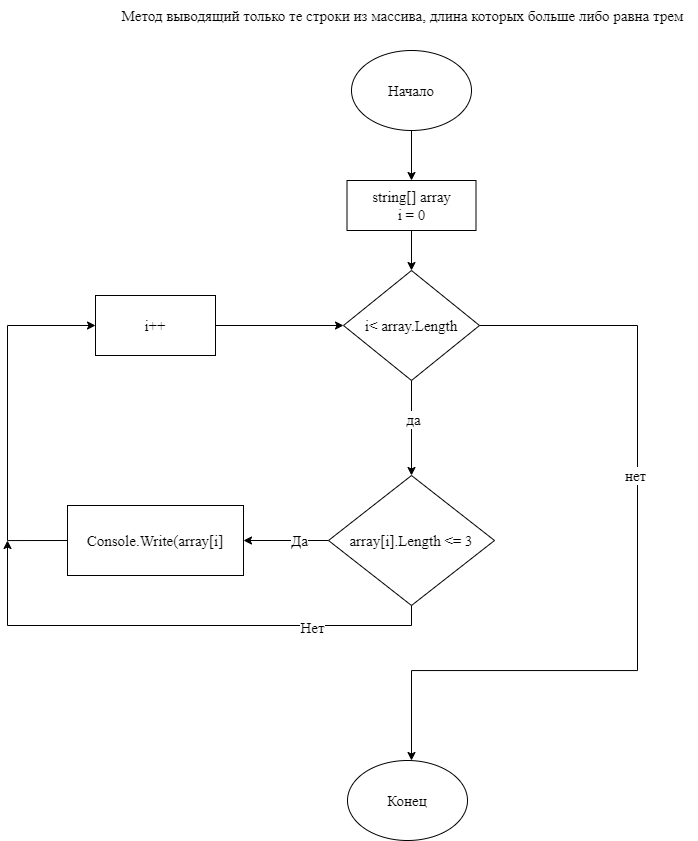 Метод выводящий только те строки из массива, длина которых больше либо равна трем
Начало
string[] array
i = 0
i++
i< array.Length
да
нет
Console.Write(array[i]
Да
array[i].Length <= 3
Нет
Конец